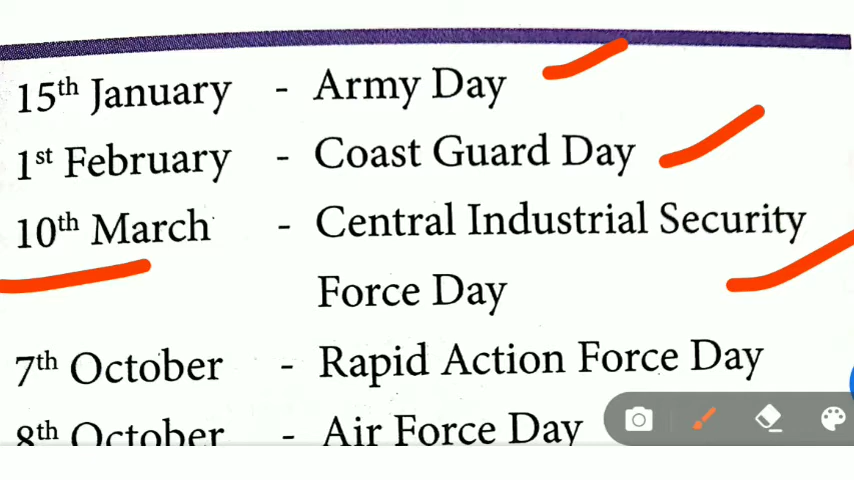 15th January - Army Day
1st February - Coast Guard Day
10th March - Central Industrial Security
Force Day
7th October - Rapid Action Force Day
8th October - Air Force Day